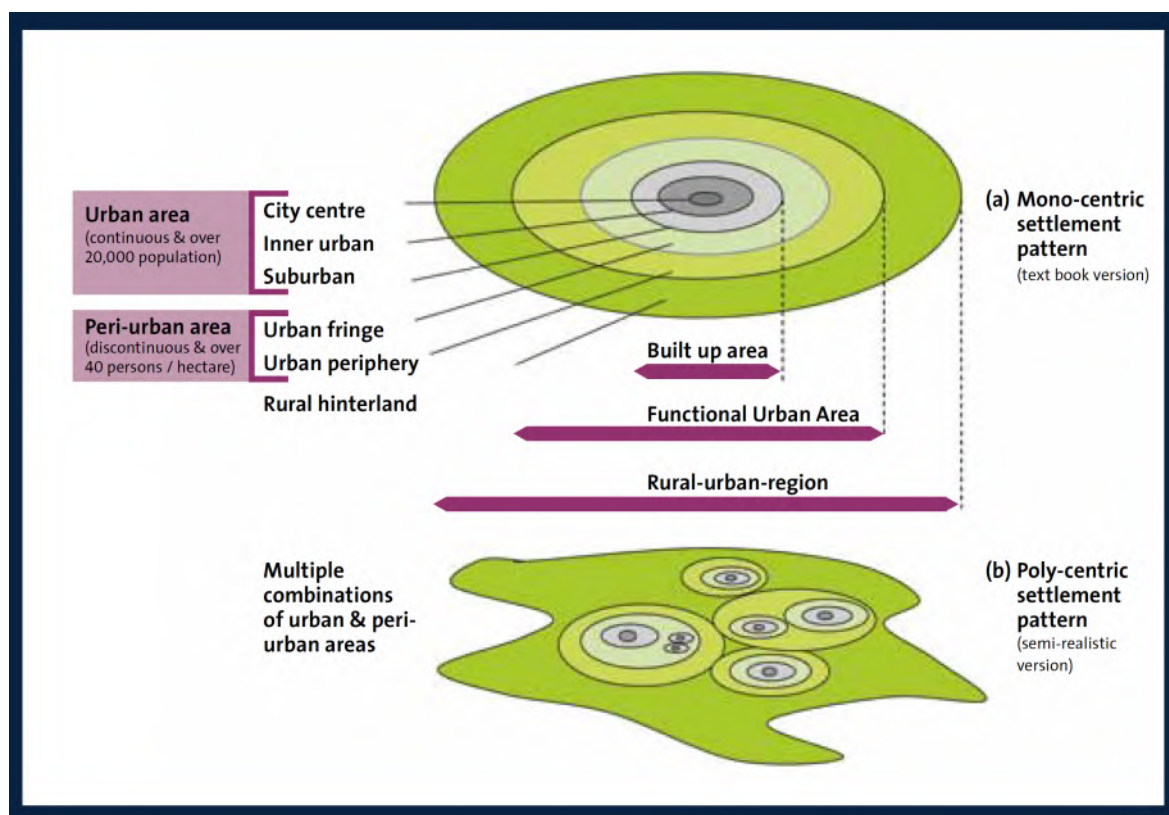 Urban area
(continuous & over
20,000 population)
City centre
Inner urban
Suburban
Peri-urban area
(discontinuous & over
40 persons / hectare)
Urban fringe
Urban periphery
Rural hinterland
(a) Mono-centric
settlement
pattern
(text book version)
Built up area
Functional Urban Area
Rural-urban-region
Multiple
combinations
of urban & peri-
urban areas
(b) Poly-centric
settlement
pattern
(semi-realistic
version)